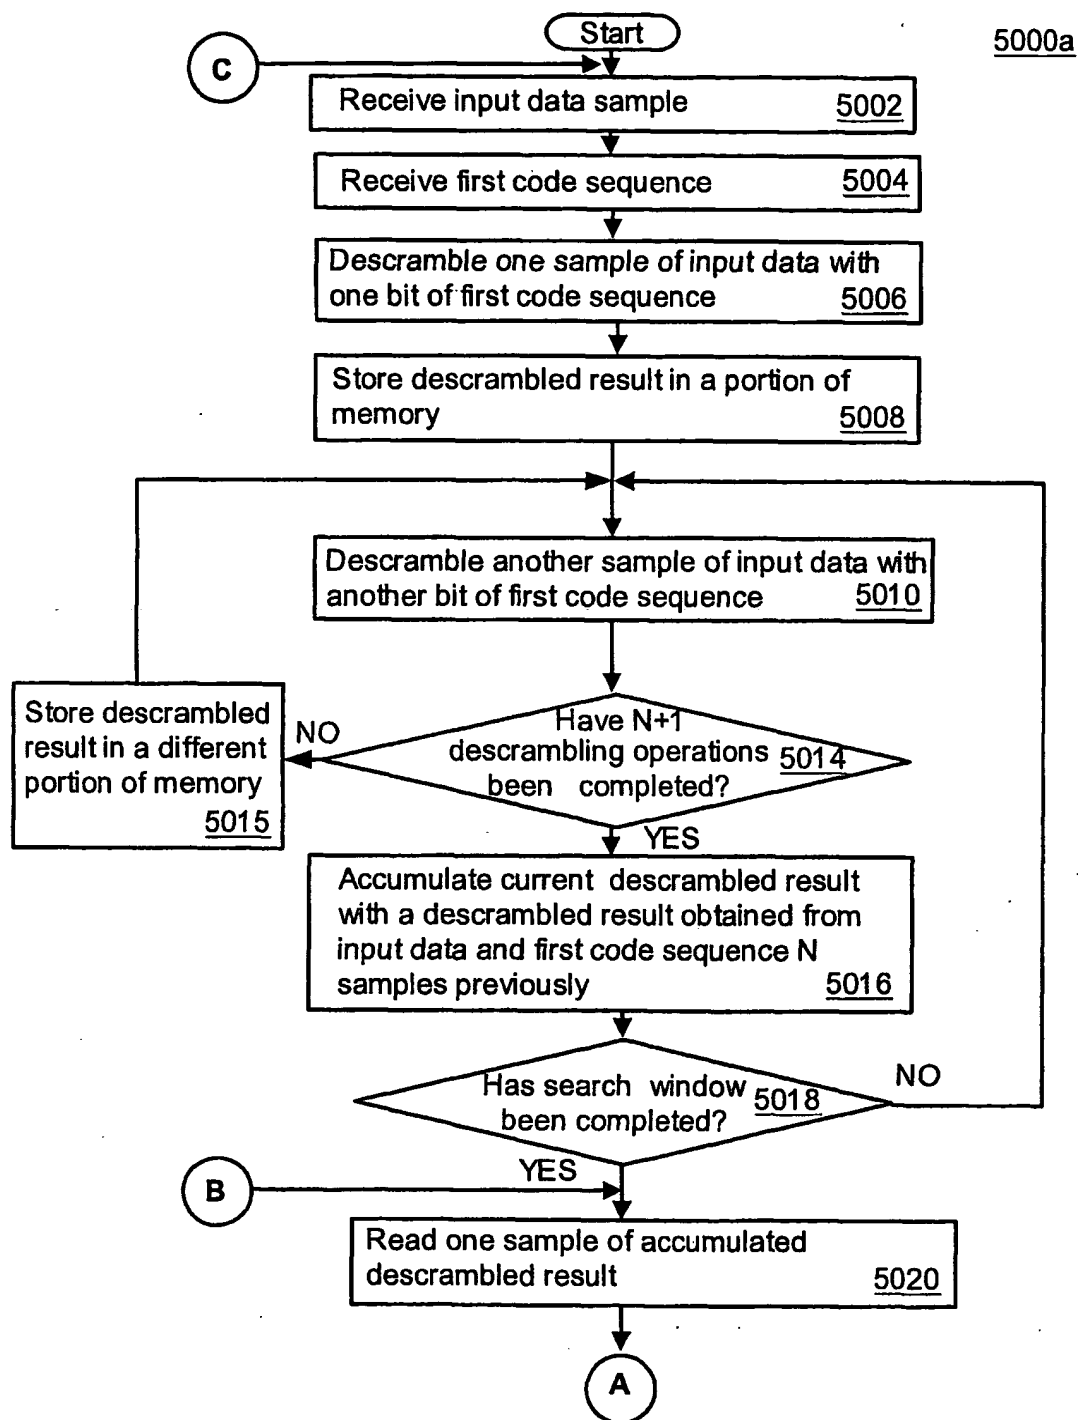 Start
5000a
C
Receive input data sample 5002
Receive first code sequence 5004
Descramble one sample of input data with
one bit of first code sequence 5006
Store descrambled result in a portion of
memory 5008
Descramble another sample of input data with
another bit of first code sequence 5010
Store descrambled
result in a different
portion of memory
5015
NO
Have N+1
descrambling operations 5014
been completed?
YES
Accumulate current descrambled result
with a descrambled result obtained from
input data and first code sequence N
samples previously 5016
Has search window 5018
been completed?
NO
YES
B
Read one sample of accumulated
descrambled result 5020
A